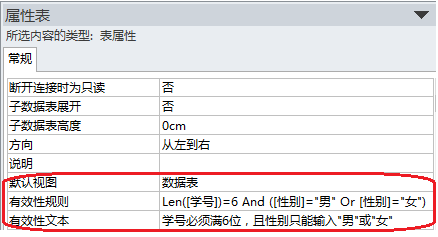 属性表
所选内容的类型: 表属性
常规
断开连接时为只读 否
子数据表展开 否
子数据表高度 0cm
方向 从左到右
说明
默认视图 数据表
有效性规则 Len([学号])=6 And ([性别]="男" Or [性别]="女")
有效性文本 学号必须满6位，且性别只能输入"男"或"女"